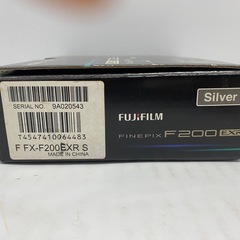 Silver
SERIAL NO. 9A020543
T4547410064483
F FX-F200EXR S
MADE IN CHINA
FUJIFILM
FINEPIX F200 EXR